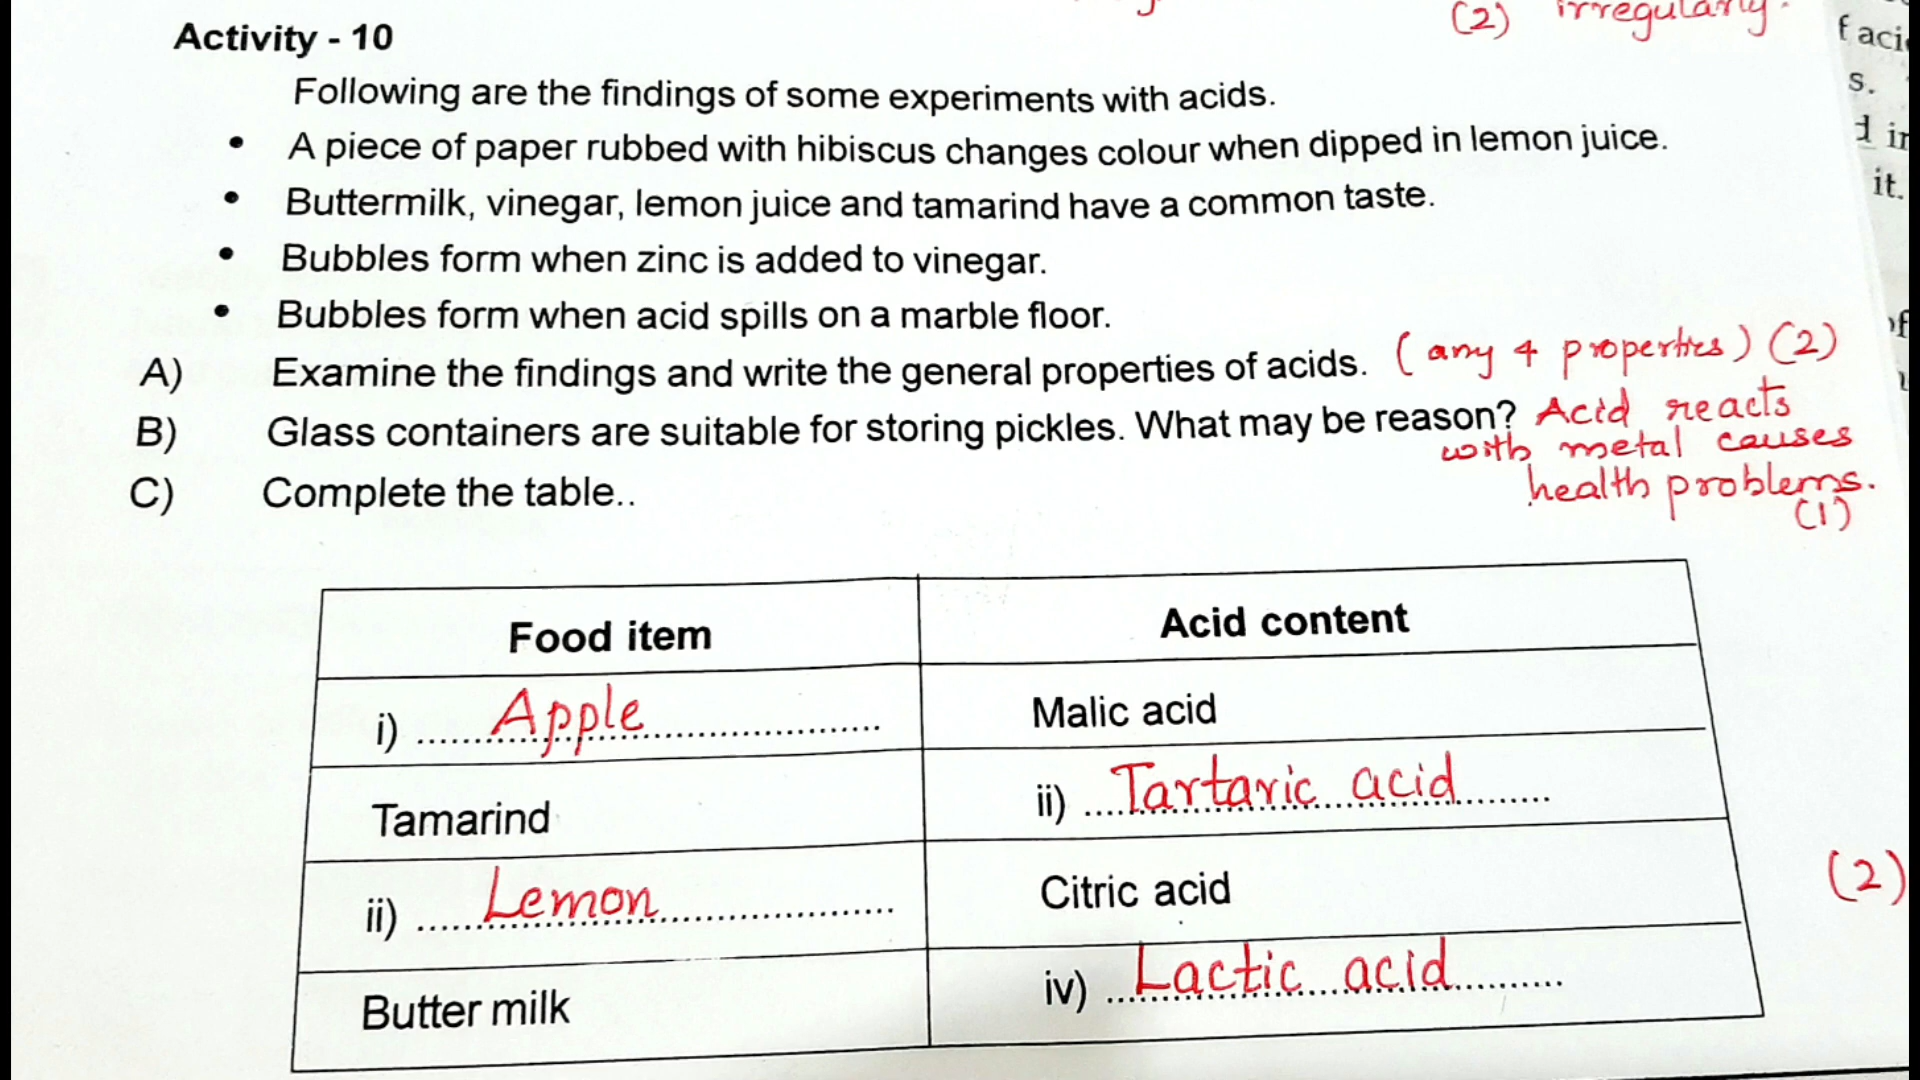 (2) irregularly.
Activity - 10
Following are the findings of some experiments with acids.
• A piece of paper rubbed with hibiscus changes colour when dipped in lemon juice.
• Buttermilk, vinegar, lemon juice and tamarind have a common taste.
• Bubbles form when zinc is added to vinegar.
• Bubbles form when acid spills on a marble floor.
A) Examine the findings and write the general properties of acids. (any 4 properties) (2)
B) Glass containers are suitable for storing pickles. What may be reason? Acid reacts
with metal causes
health problems.
(1)
C) Complete the table..
Food item Acid content
i) ........Apple........ Malic acid
Tamarind ii) ....Tartaric acid........
ii) ......Lemon........ Citric acid
(2)
Butter milk iv) ..Lactic acid........
s.
it.